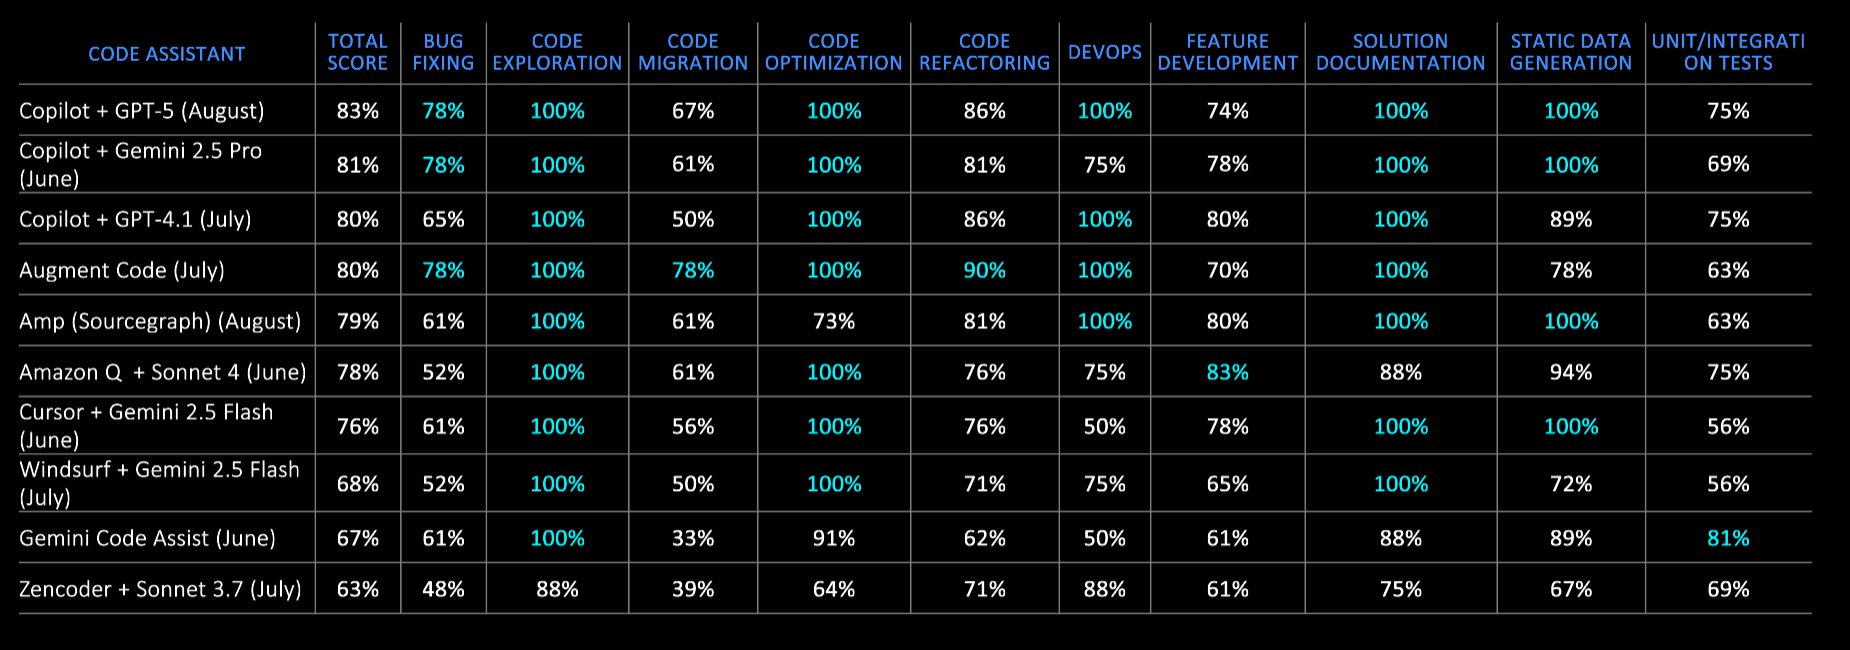 CODE ASSISTANT TOTAL SCORE BUG FIXING CODE EXPLORATION CODE MIGRATION CODE OPTIMIZATION CODE REFACTORING DEVOPS FEATURE DEVELOPMENT SOLUTION DOCUMENTATION STATIC DATA GENERATION UNIT/INTEGRATI ON TESTS
Copilot + GPT-5 (August) 83% 78% 100% 67% 100% 86% 100% 74% 100% 100% 75%
Copilot + Gemini 2.5 Pro (June) 81% 78% 100% 61% 100% 81% 75% 78% 100% 100% 69%
Copilot + GPT-4.1 (July) 80% 65% 100% 50% 100% 86% 100% 80% 100% 89% 75%
Augment Code (July) 80% 78% 100% 78% 100% 90% 100% 70% 100% 78% 63%
Amp (Sourcegraph) (August) 79% 61% 100% 61% 73% 81% 100% 80% 100% 100% 63%
Amazon Q + Sonnet 4 (June) 78% 52% 100% 61% 100% 76% 75% 83% 88% 94% 75%
Cursor + Gemini 2.5 Flash (June) 76% 61% 100% 56% 100% 76% 50% 78% 100% 100% 56%
Windsurf + Gemini 2.5 Flash (July) 68% 52% 100% 50% 100% 71% 75% 65% 100% 72% 56%
Gemini Code Assist (June) 67% 61% 100% 33% 91% 62% 50% 61% 88% 89% 81%
Zencoder + Sonnet 3.7 (July) 63% 48% 88% 39% 64% 71% 88% 61% 75% 67% 69%